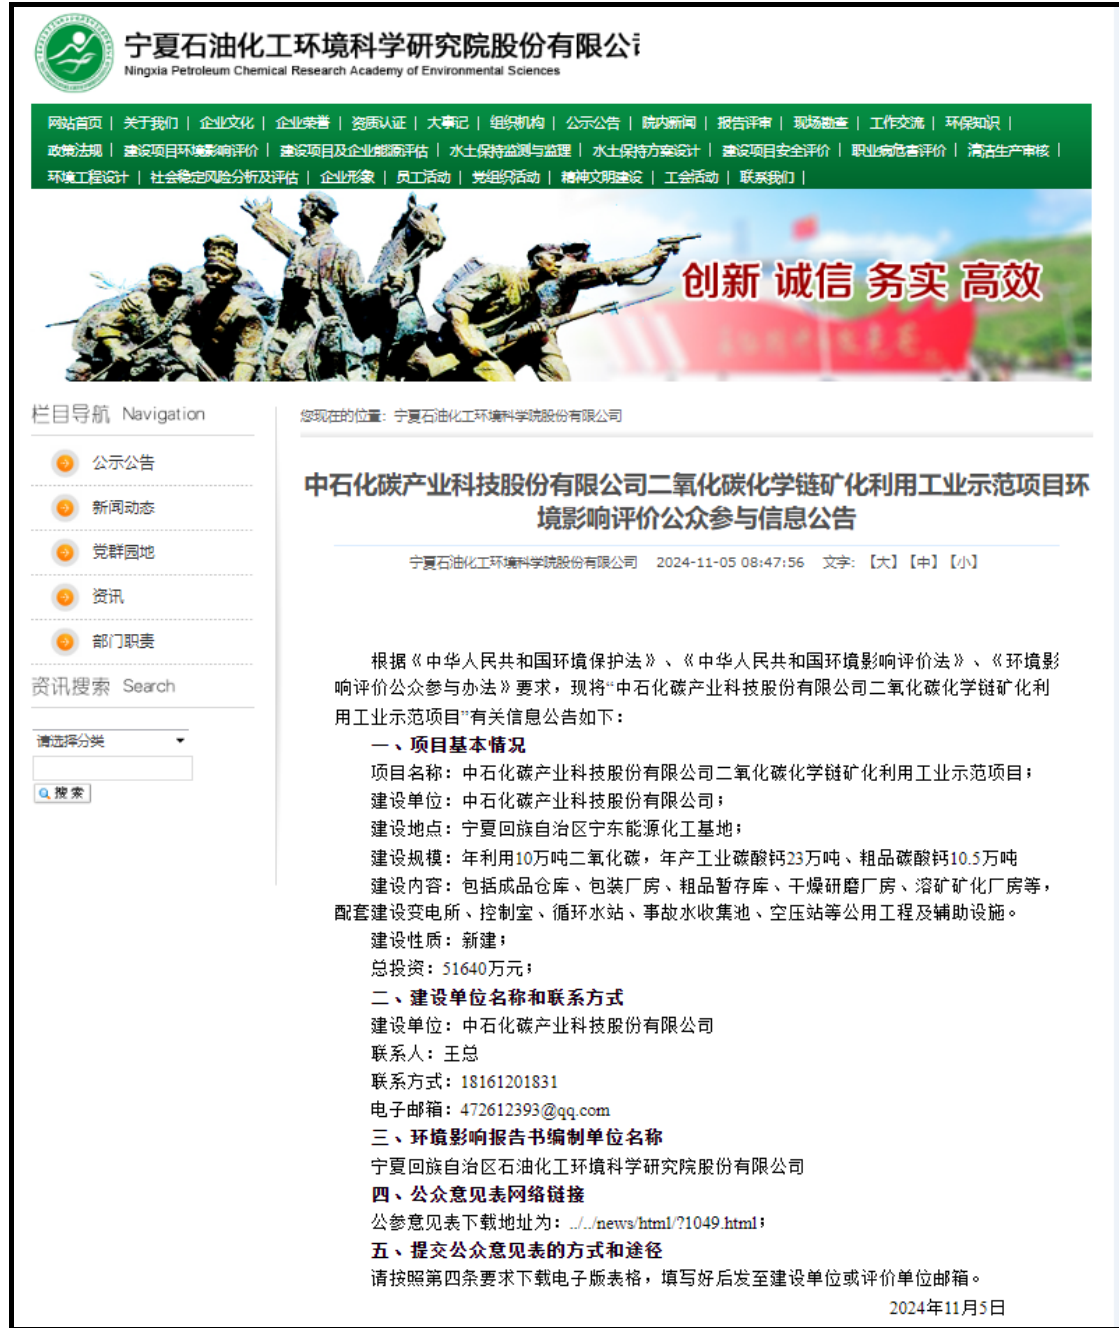 宁夏石油化工环境科学研究院股份有限公
Ningxia Petroleum Chemical Research Academy of Environmental Sciences
网站首页 | 关于我们 | 企业文化 | 企业荣誉 | 资质认证 | 大事记 | 组织机构 | 公示公告 | 院内新闻 | 报告评审 | 现场勘查 | 工作交流 | 环保知识 |
政策法规 | 建设项目环境影响评价 | 建设项目及企业能源评估 | 水土保持监测与监理 | 水土保持方案设计 | 建设项目安全评价 | 职业病危害评价 | 清洁生产审核 |
环境工程设计 | 社会稳定风险分析及评估 | 企业形象 | 员工活动 | 党组织活动 | 精神文明建设 | 工会活动 | 联系我们 |
创新 诚信 务实 高效
栏目导航 Navigation
公示公告
新闻动态
党群园地
资讯
部门职责
资讯搜索 Search
请选择分类
搜索
您现在的位置：宁夏石油化工环境科学院股份有限公司
中石化碳产业科技股份有限公司二氧化碳化学链矿化利用工业示范项目环
境影响评价公众参与信息公告
宁夏石油化工环境科学院股份有限公司 2024-11-05 08:47:56 文字：【大】【中】【小】
根据《中华人民共和国环境保护法》、《中华人民共和国环境影响评价法》、《环境影
响评价公众参与办法》要求，现将“中石化碳产业科技股份有限公司二氧化碳化学链矿化利
用工业示范项目”有关信息公告如下：
一、项目基本情况
项目名称：中石化碳产业科技股份有限公司二氧化碳化学链矿化利用工业示范项目；
建设单位：中石化碳产业科技股份有限公司；
建设地点：宁夏回族自治区宁东能源化工基地；
建设规模：年利用10万吨二氧化碳，年产工业碳酸钙23万吨、粗品碳酸钙10.5万吨
建设内容：包括成品仓库、包装厂房、粗品暂存库、干燥研磨厂房、溶矿矿化厂房等，
配套建设变电所、控制室、循环水站、事故水收集池、空压站等公用工程及辅助设施。
建设性质：新建；
总投资：51640万元；
二、建设单位名称和联系方式
建设单位：中石化碳产业科技股份有限公司
联系人：王总
联系方式：18161201831
电子邮箱：472612393@qq.com
三、环境影响报告书编制单位名称
宁夏回族自治区石油化工环境科学研究院股份有限公司
四、公众意见表网络链接
公参意见表下载地址为：../../news/html/?1049.html；
五、提交公众意见表的方式和途径
请按照第四条要求下载电子版表格，填写好后发至建设单位或评价单位邮箱。
2024年11月5日